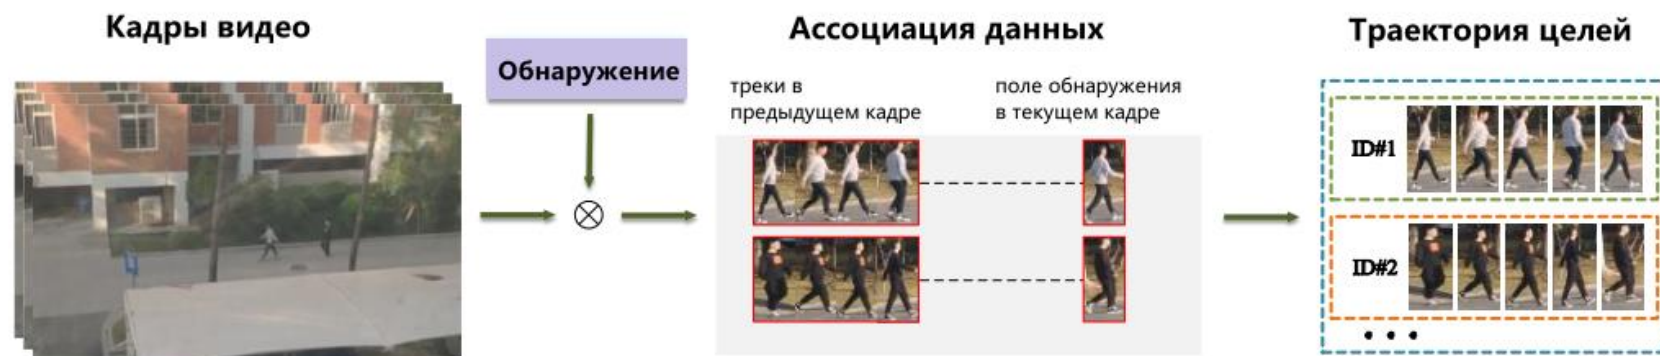 Кадры видео
Обнаружение
Ассоциация данных
треки в
предыдущем кадре
поле обнаружения
в текущем кадре
Траектория целей
ID#1
ID#2